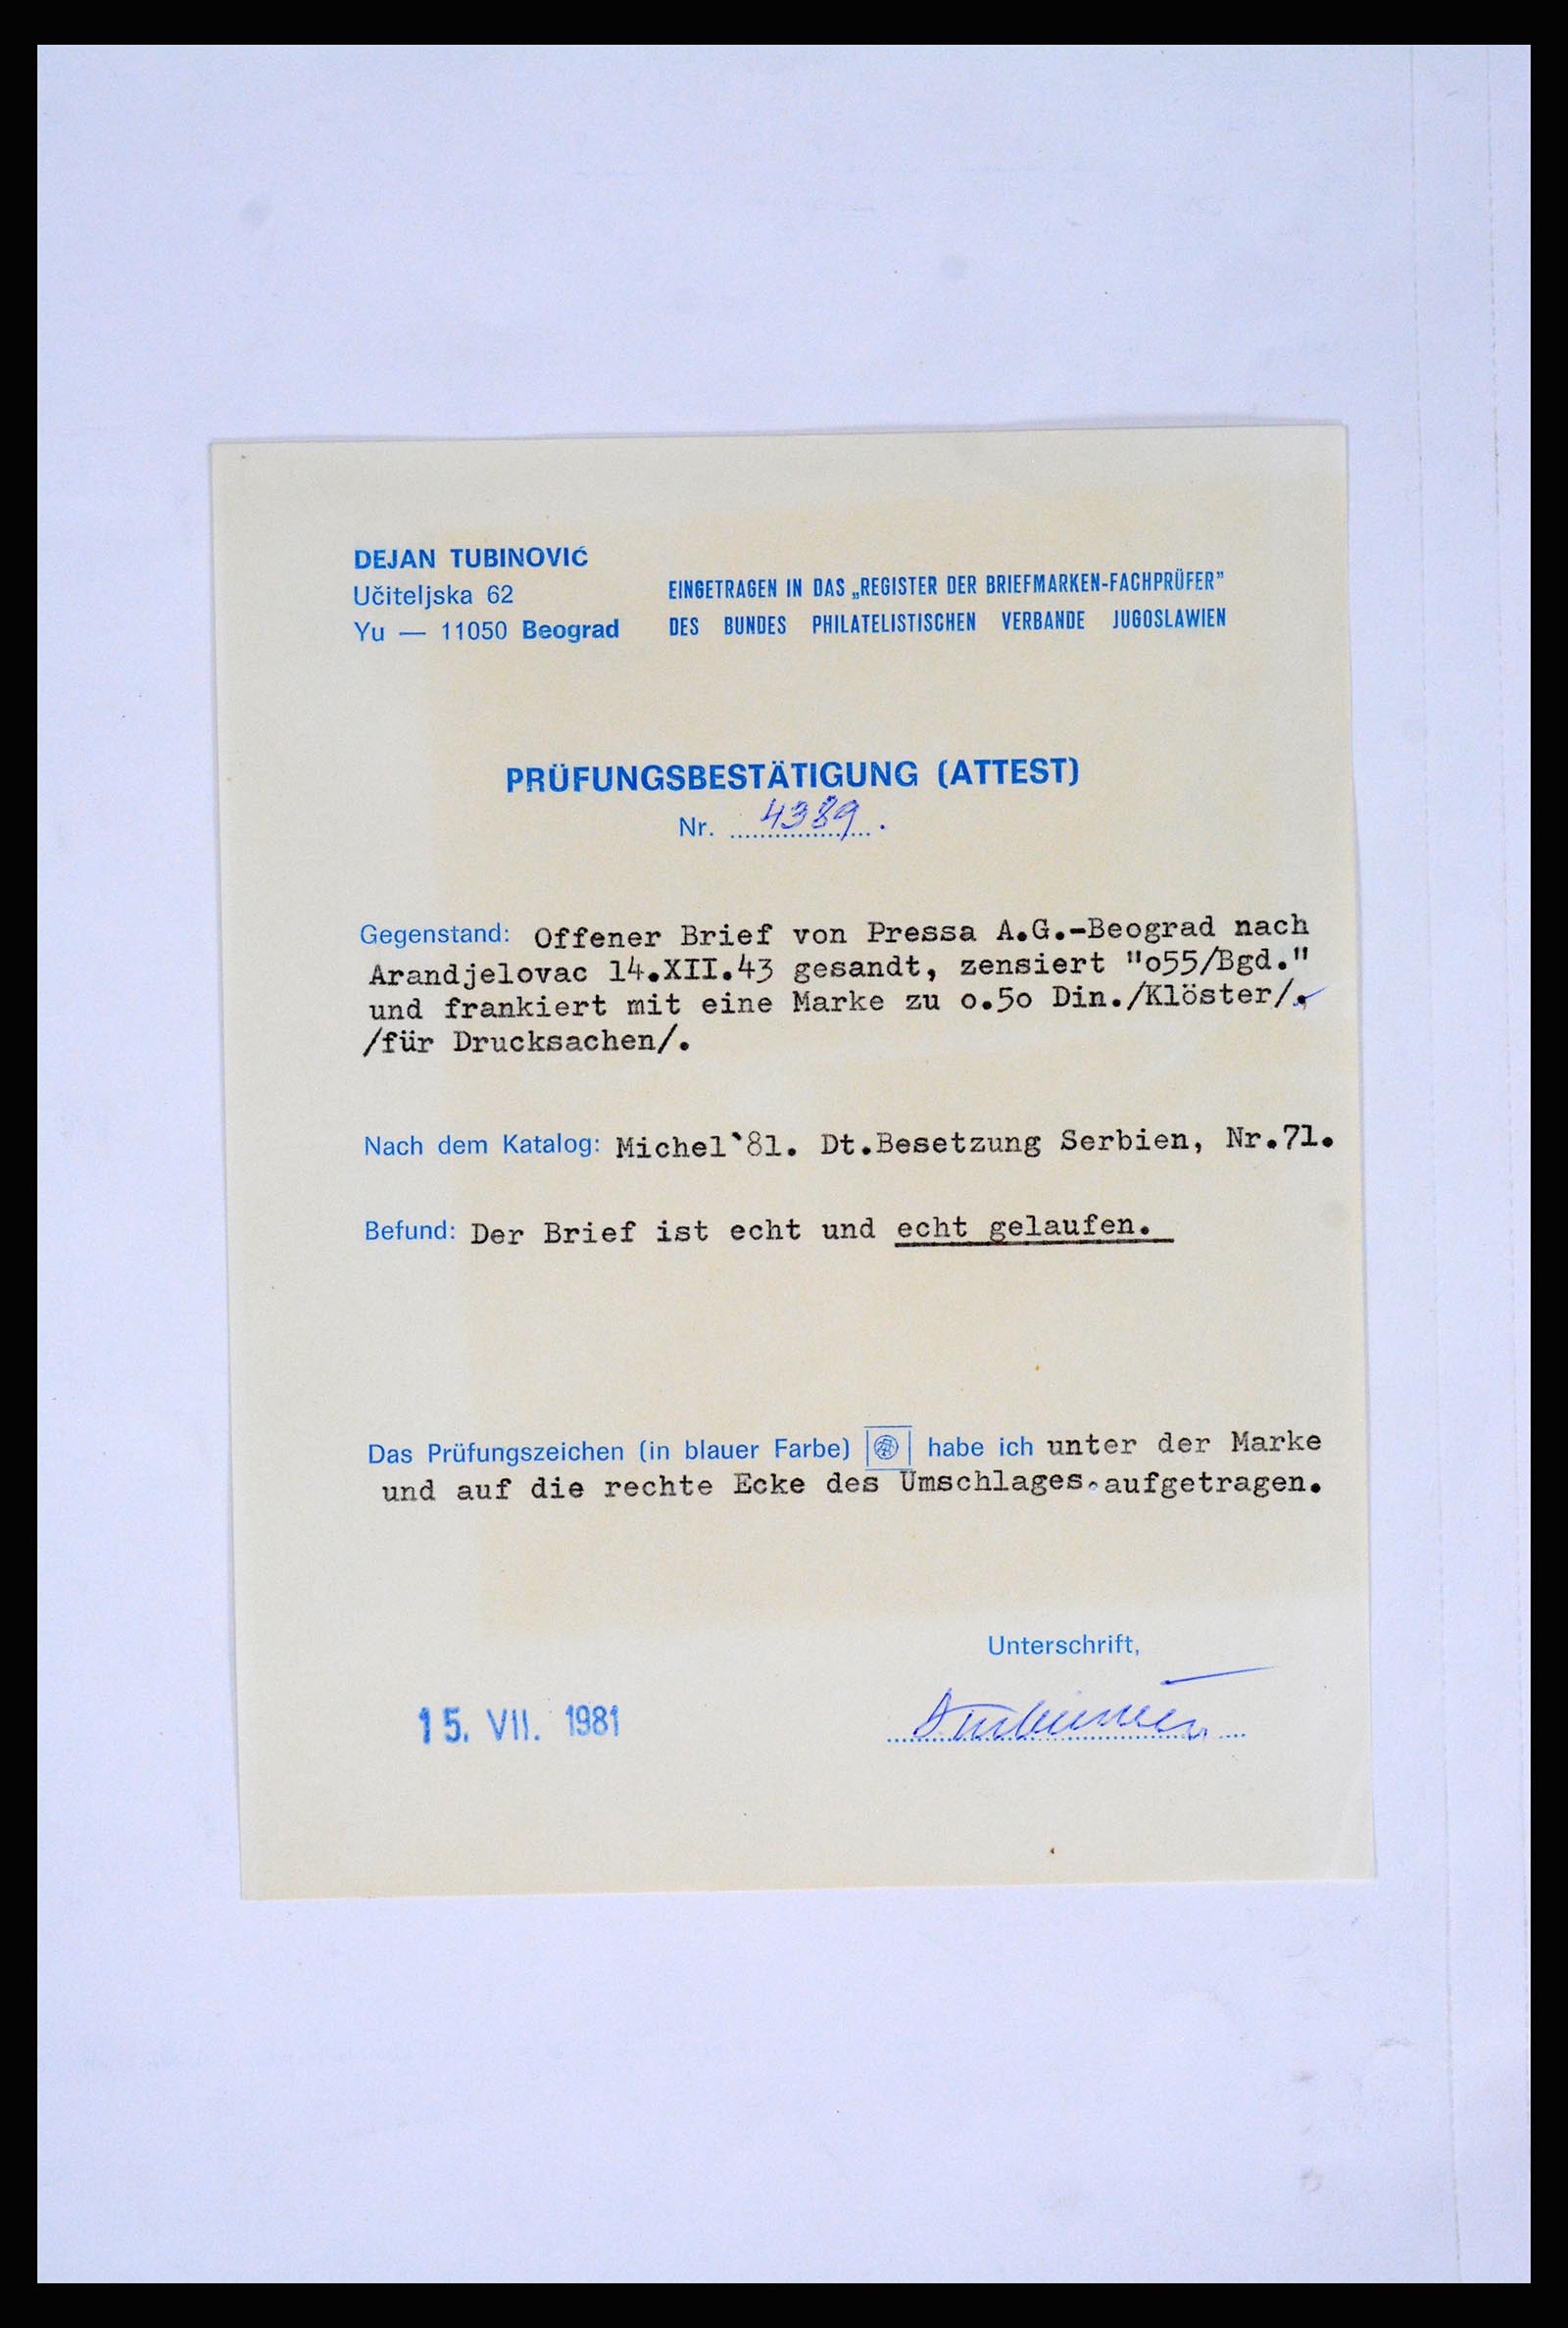 DEJAN TUBINOVIĆ
Učiteljska 62
Yu — 11050 Beograd
EINGETRAGEN IN DAS „REGISTER DER BRIEFMARKEN-FACHPRÜFER”
DES BUNDES PHILATELISTISCHEN VERBANDE JUGOSLAWIEN
PRÜFUNGSBESTÄTIGUNG (ATTEST)
Nr. 4389.
Gegenstand: Offener Brief von Pressa A.G.-Beograd nach
Arandjelovac 14.XII.43 gesandt, zensiert "o55/Bgd."
und frankiert mit eine Marke zu o.5o Din./Klöster/.
/für Drucksachen/.
Nach dem Katalog: Michel`81. Dt.Besetzung Serbien, Nr.71.
Befund: Der Brief ist echt und echt gelaufen.
Das Prüfungszeichen (in blauer Farbe) habe ich unter der Marke
und auf die rechte Ecke des Umschlages aufgetragen.
Unterschrift,
15. VII. 1981